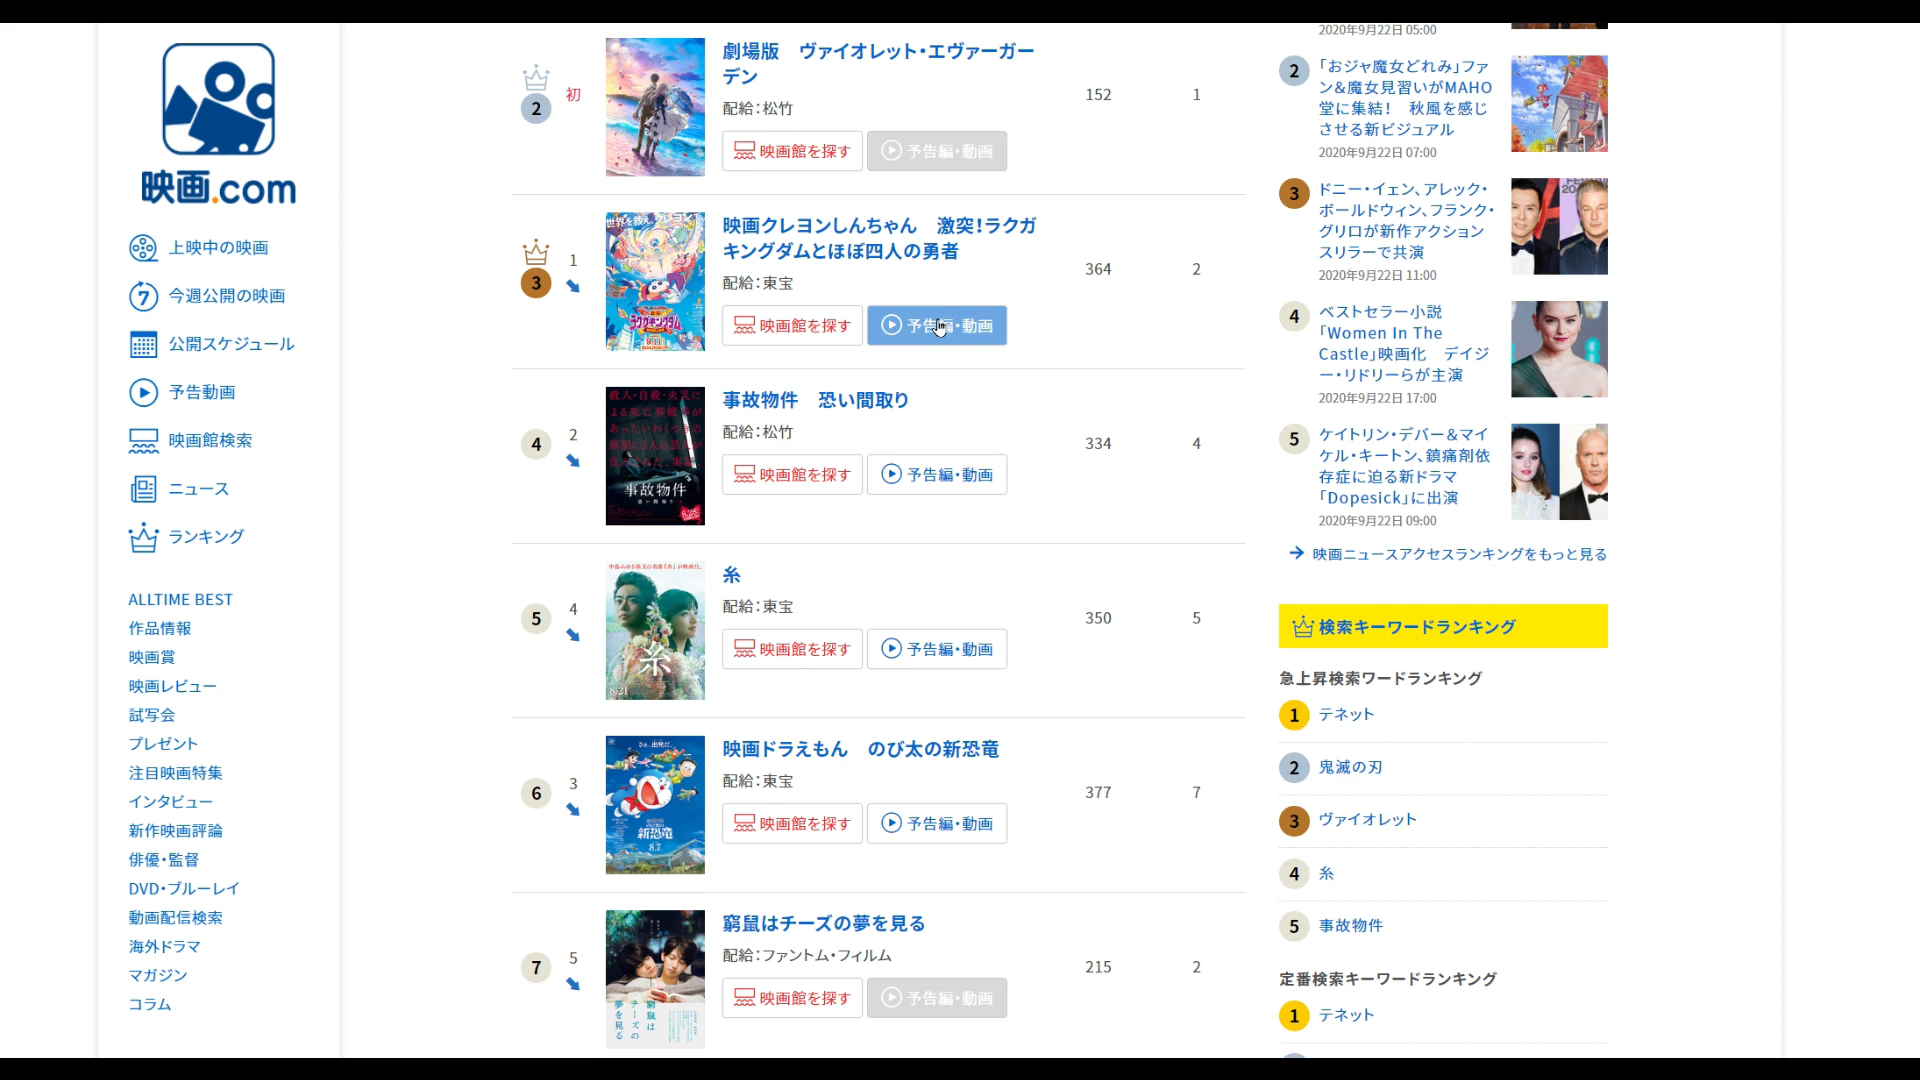 映画.com
上映中の映画
7
今週公開の映画
公開スケジュール
予告動画
映画館検索
ニュース
ランキング
ALLTIME BEST
作品情報
映画賞
映画レビュー
試写会
プレゼント
注目映画特集
インタビュー
新作映画評論
俳優・監督
DVD・ブルーレイ
動画配信検索
海外ドラマ
マガジン
コラム
2
初
劇場版　ヴァイオレット・エヴァーガー
デン
配給：松竹
映画館を探す
予告編・動画
152
1
3
1
映画クレヨンしんちゃん　激突！ラクガ
キングダムとほぼ四人の勇者
配給：東宝
映画館を探す
予告編・動画
364
2
4
2
事故物件
事故物件　恐い間取り
配給：松竹
映画館を探す
予告編・動画
334
4
5
4
糸
8.21
糸
配給：東宝
映画館を探す
予告編・動画
350
5
6
3
新恐竜
8.7
映画ドラえもん　のび太の新恐竜
配給：東宝
映画館を探す
予告編・動画
377
7
7
5
窮鼠は
チーズの
夢を見る
窮鼠はチーズの夢を見る
配給：ファントム・フィルム
映画館を探す
予告編・動画
215
2
2020年9月22日 05:00
2
「おジャ魔女どれみ」ファ
ン&魔女見習いがMAHO
堂に集結！　秋風を感じ
させる新ビジュアル
2020年9月22日 07:00
3
ドニー・イェン、アレック・
ボールドウィン、フランク・
グリロが新作アクション
スリラーで共演
2020年9月22日 11:00
4
ベストセラー小説
「Women In The
Castle」映画化　デイジ
ー・リドリーらが主演
2020年9月22日 17:00
5
ケイトリン・デバー＆マイ
ケル・キートン、鎮痛剤依
存症に迫る新ドラマ
「Dopesick」に出演
2020年9月22日 09:00
映画ニュースアクセスランキングをもっと見る
検索キーワードランキング
急上昇検索ワードランキング
1
テネット
2
鬼滅の刃
3
ヴァイオレット
4
糸
5
事故物件
定番検索キーワードランキング
1
テネット